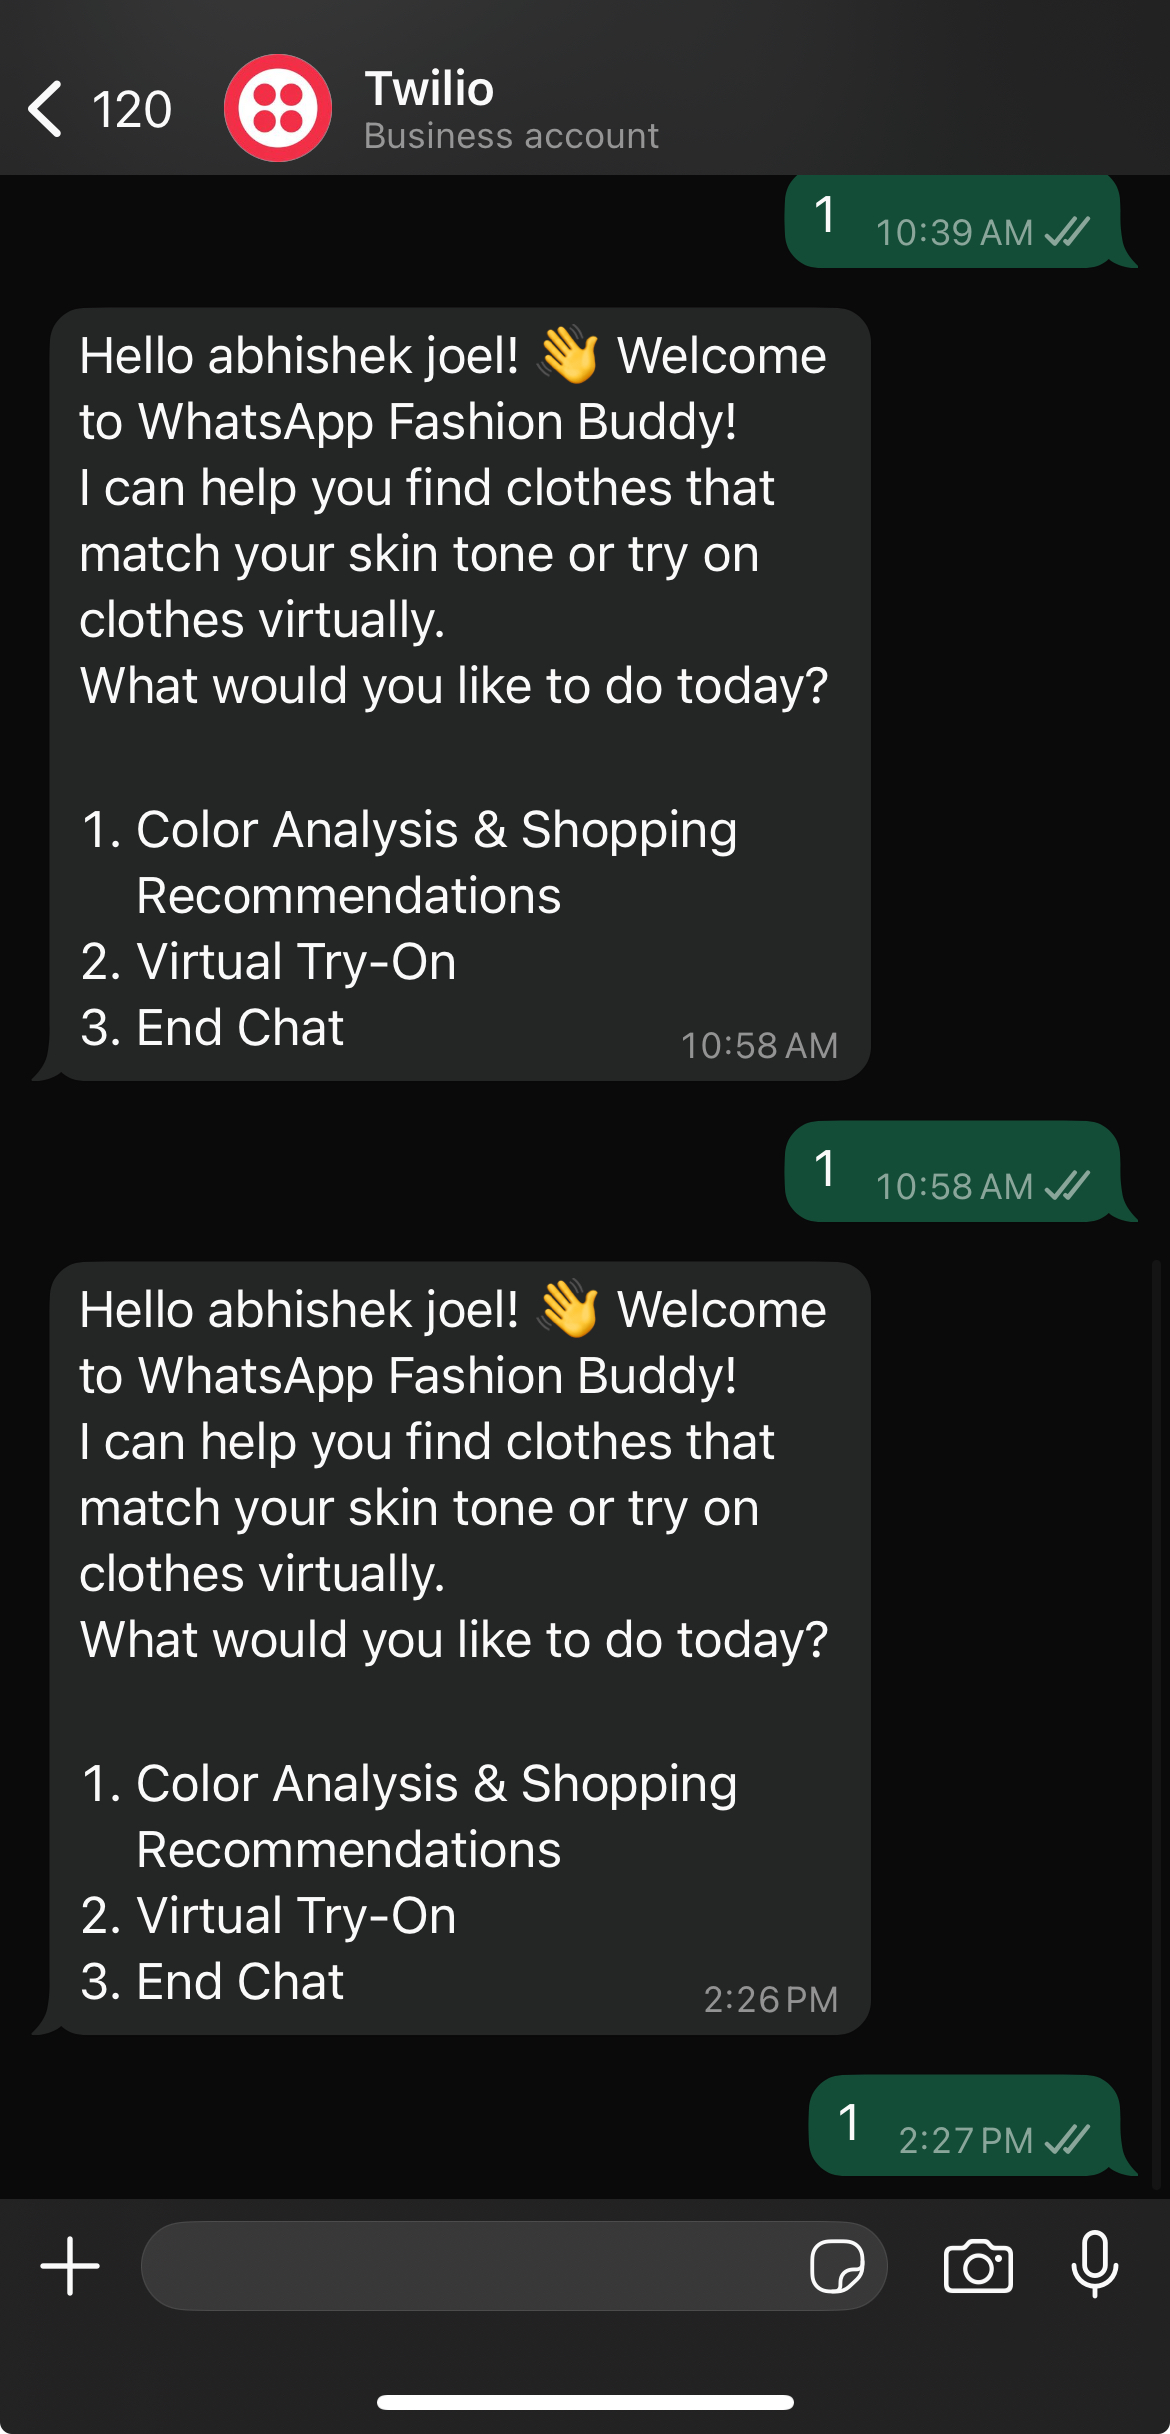 120
Twilio
Business account
1 10:39 AM
Hello abhishek joel! 👋 Welcome
to WhatsApp Fashion Buddy!
I can help you find clothes that
match your skin tone or try on
clothes virtually.
What would you like to do today?
1. Color Analysis & Shopping
Recommendations
2. Virtual Try-On
3. End Chat
10:58 AM
1 10:58 AM
Hello abhishek joel! 👋 Welcome
to WhatsApp Fashion Buddy!
I can help you find clothes that
match your skin tone or try on
clothes virtually.
What would you like to do today?
1. Color Analysis & Shopping
Recommendations
2. Virtual Try-On
3. End Chat
2:26 PM
1 2:27 PM